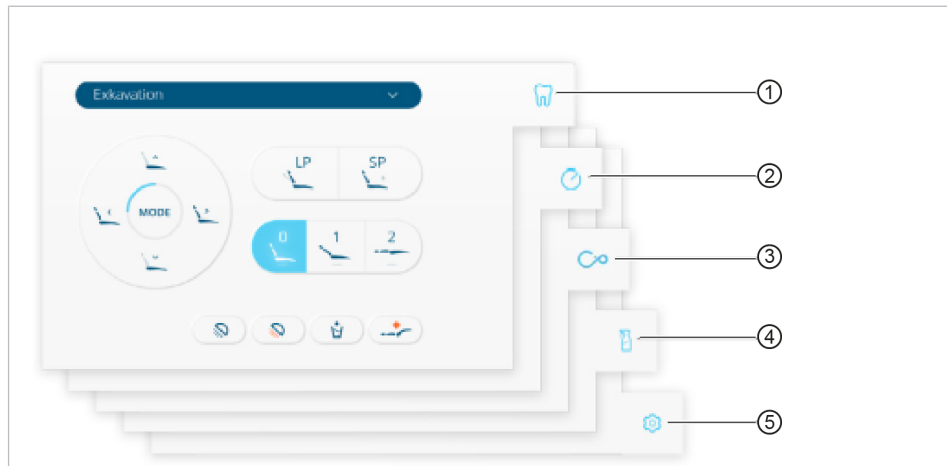 Exkavation
①
LP SP
②
MODE
0 1 2
③
④
⑤